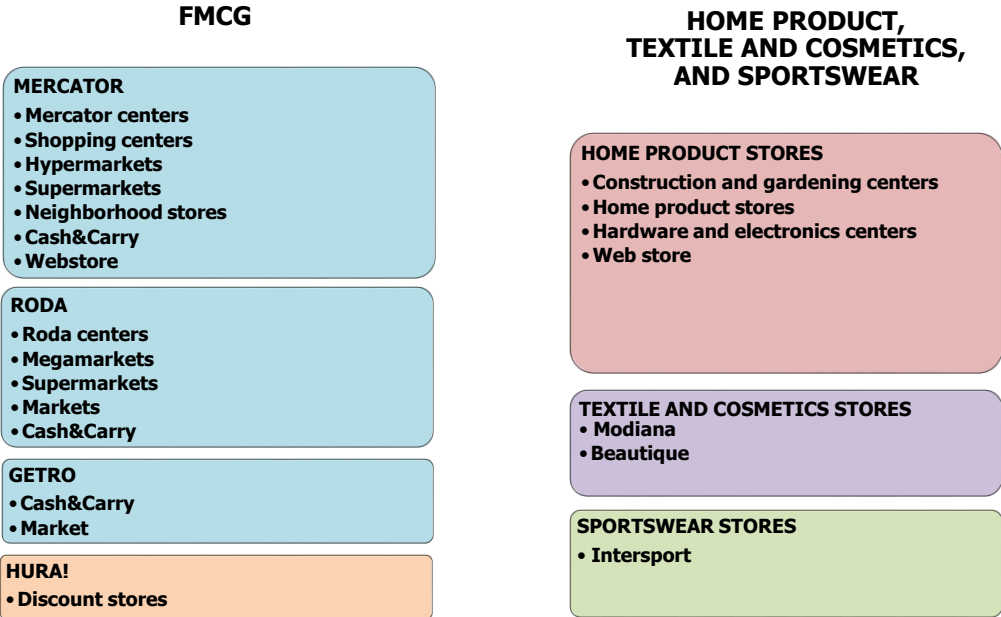 FMCG
MERCATOR
• Mercator centers
• Shopping centers
• Hypermarkets
• Supermarkets
• Neighborhood stores
• Cash&Carry
• Webstore
RODA
• Roda centers
• Megamarkets
• Supermarkets
• Markets
• Cash&Carry
GETRO
• Cash&Carry
• Market
HURA!
• Discount stores
HOME PRODUCT,
TEXTILE AND COSMETICS,
AND SPORTSWEAR
HOME PRODUCT STORES
• Construction and gardening centers
• Home product stores
• Hardware and electronics centers
• Web store
TEXTILE AND COSMETICS STORES
• Modiana
• Beautique
SPORTSWEAR STORES
• Intersport